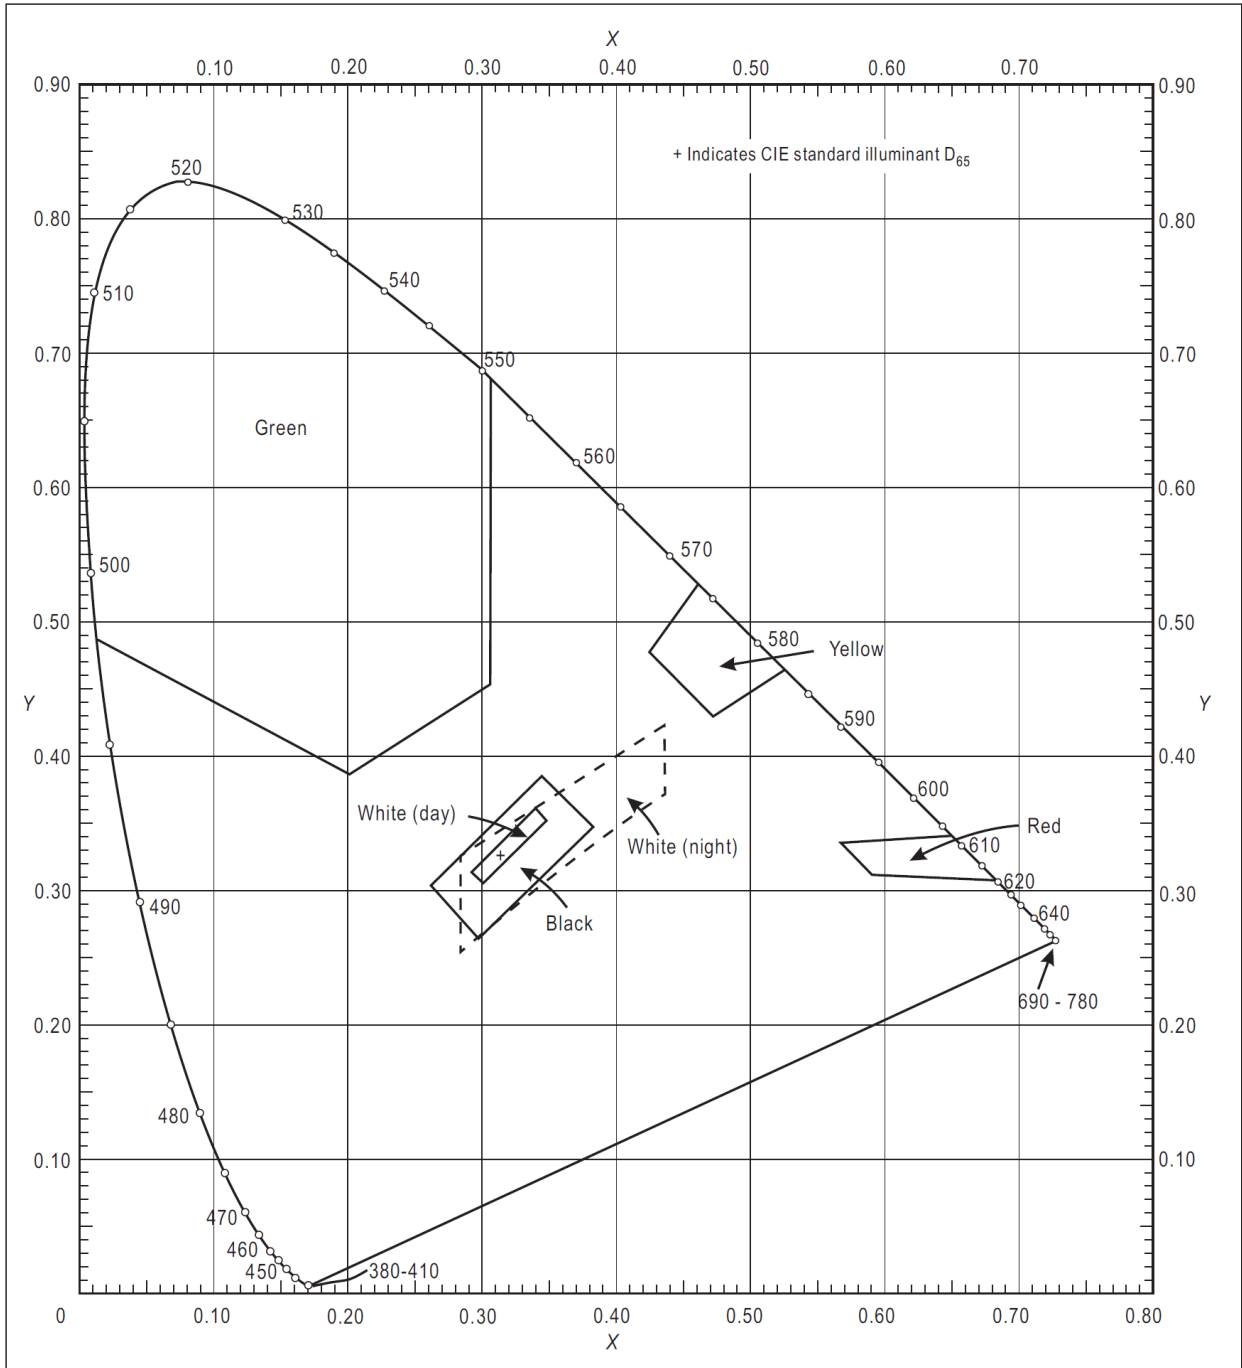 X
0.10 0.20 0.30 0.40 0.50 0.60 0.70
0.90 0.90
+ Indicates CIE standard illuminant D65
520
530
0.80 0.80
540
510
0.70 550 0.70
Green
560
0.60 0.60
570
500
0.50 0.50
580
Yellow
Y Y
590
0.40 0.40
600
White (day)
Red
White (night)
610
620
0.30 0.30
490
640
Black
690 - 780
0.20 0.20
480
0.10 0.10
470
460
450
380-410
0 0.10 0.20 0.30 0.40 0.50 0.60 0.70 0.80
X